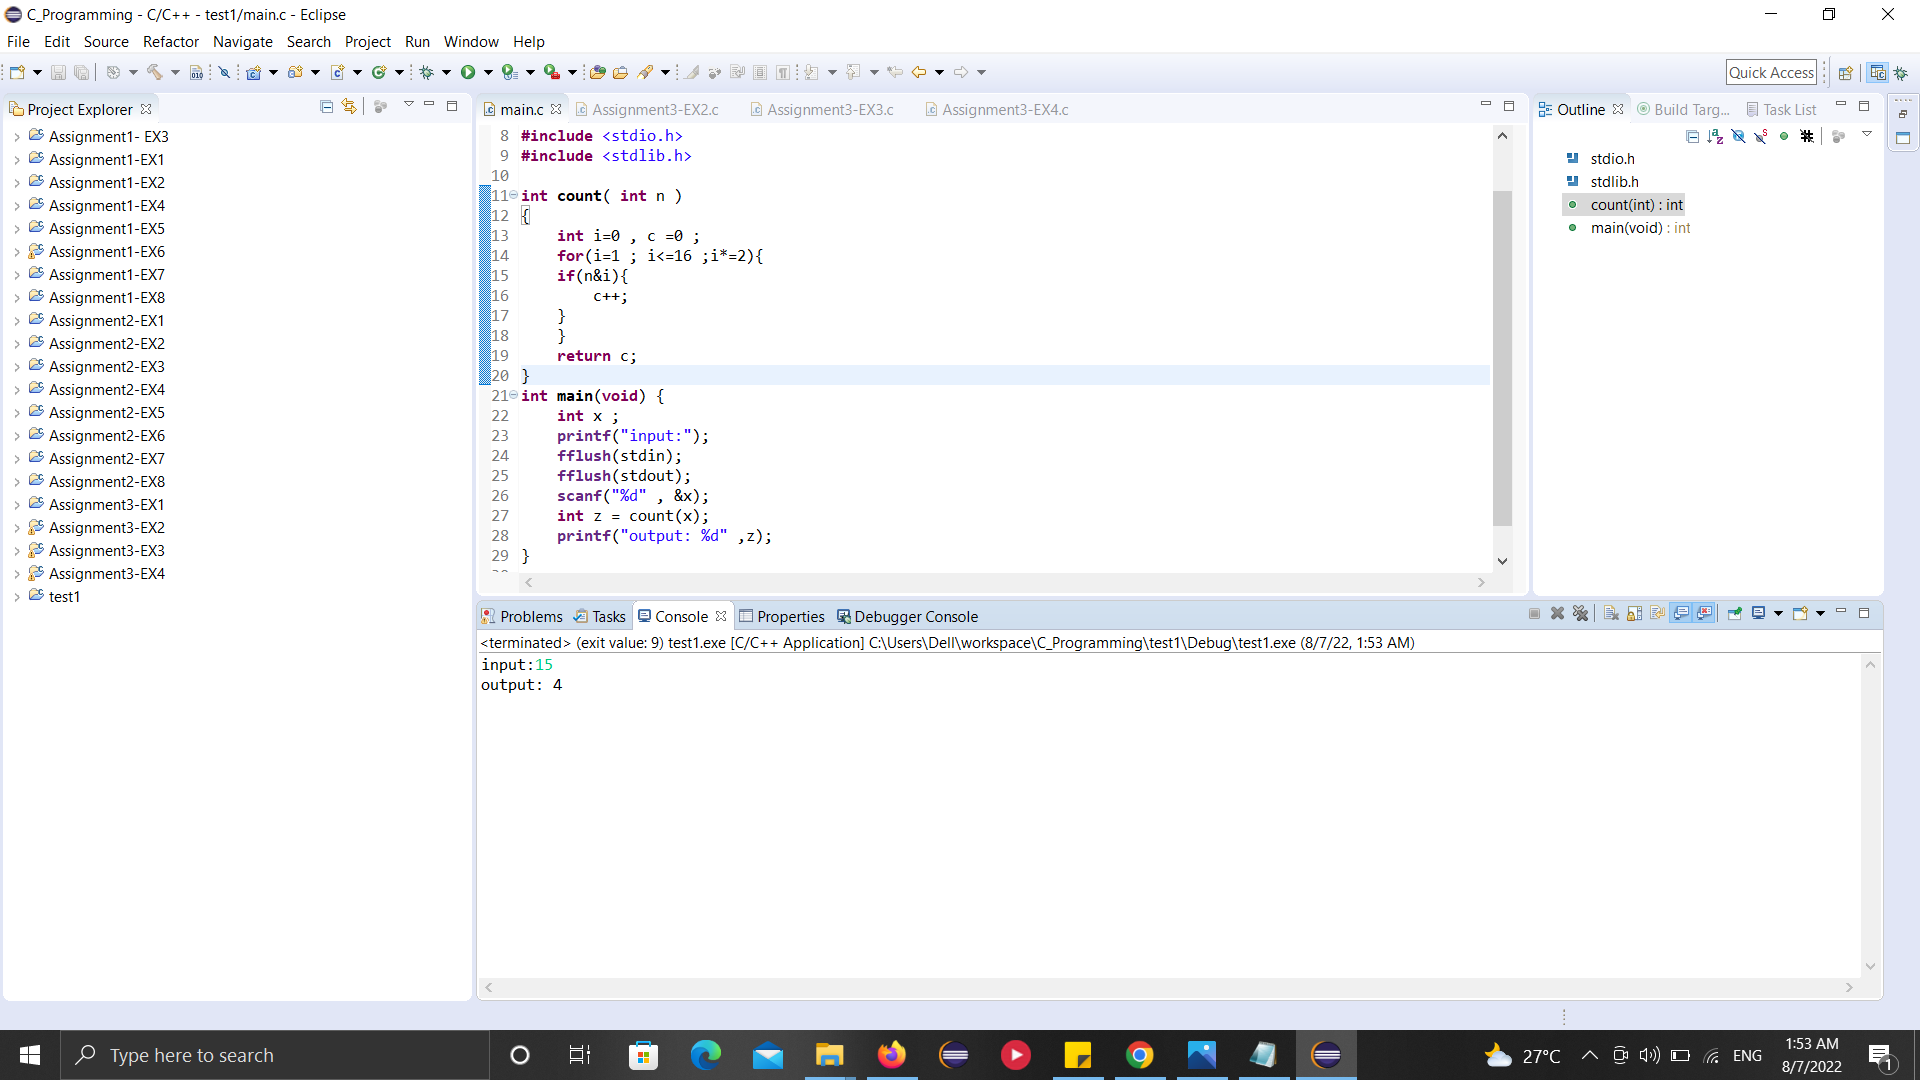 C_Programming - C/C++ - test1/main.c - Eclipse
File Edit Source Refactor Navigate Search Project Run Window Help
Quick Access
Project Explorer
Assignment1- EX3
Assignment1-EX1
Assignment1-EX2
Assignment1-EX4
Assignment1-EX5
Assignment1-EX6
Assignment1-EX7
Assignment1-EX8
Assignment2-EX1
Assignment2-EX2
Assignment2-EX3
Assignment2-EX4
Assignment2-EX5
Assignment2-EX6
Assignment2-EX7
Assignment2-EX8
Assignment3-EX1
Assignment3-EX2
Assignment3-EX3
Assignment3-EX4
test1
main.c Assignment3-EX2.c Assignment3-EX3.c Assignment3-EX4.c
8 #include <stdio.h>
9 #include <stdlib.h>
10
11 int count( int n )
12 {
13 int i=0 , c =0 ;
14 for(i=1 ; i<=16 ;i*=2){
15 if(n&i){
16 c++;
17 }
18 }
19 return c;
20 }
21 int main(void) {
22 int x ;
23 printf("input:");
24 fflush(stdin);
25 fflush(stdout);
26 scanf("%d" , &x);
27 int z = count(x);
28 printf("output: %d" ,z);
29 }
Outline Build Targ... Task List
stdio.h
stdlib.h
count(int) : int
main(void) : int
Problems Tasks Console Properties Debugger Console
<terminated> (exit value: 9) test1.exe [C/C++ Application] C:\Users\Dell\workspace\C_Programming\test1\Debug\test1.exe (8/7/22, 1:53 AM)
input:15
output: 4
Type here to search
27°C
ENG
1:53 AM
8/7/2022
1